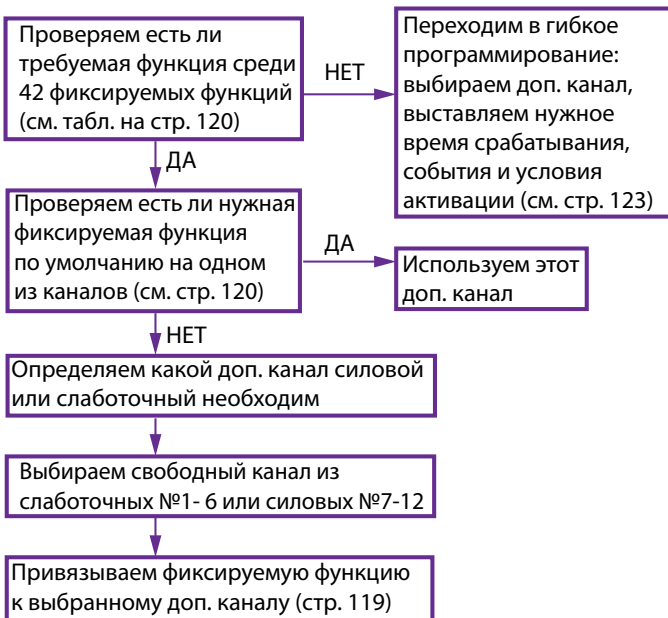 Проверяем есть ли
требуемая функция среди
42 фиксируемых функций
(см. табл. на стр. 120)
НЕТ
Переходим в гибкое
программирование:
выбираем доп. канал,
выставляем нужное
время срабатывания,
события и условия
активации (см. стр. 123)
ДА
Проверяем есть ли нужная
фиксируемая функция
по умолчанию на одном
из каналов (см. стр. 120)
ДА
Используем этот
доп. канал
НЕТ
Определяем какой доп. канал силовой
или слаботочный необходим
Выбираем свободный канал из
слаботочных №1- 6 или силовых №7-12
Привязываем фиксируемую функцию
к выбранному доп. каналу (стр. 119)